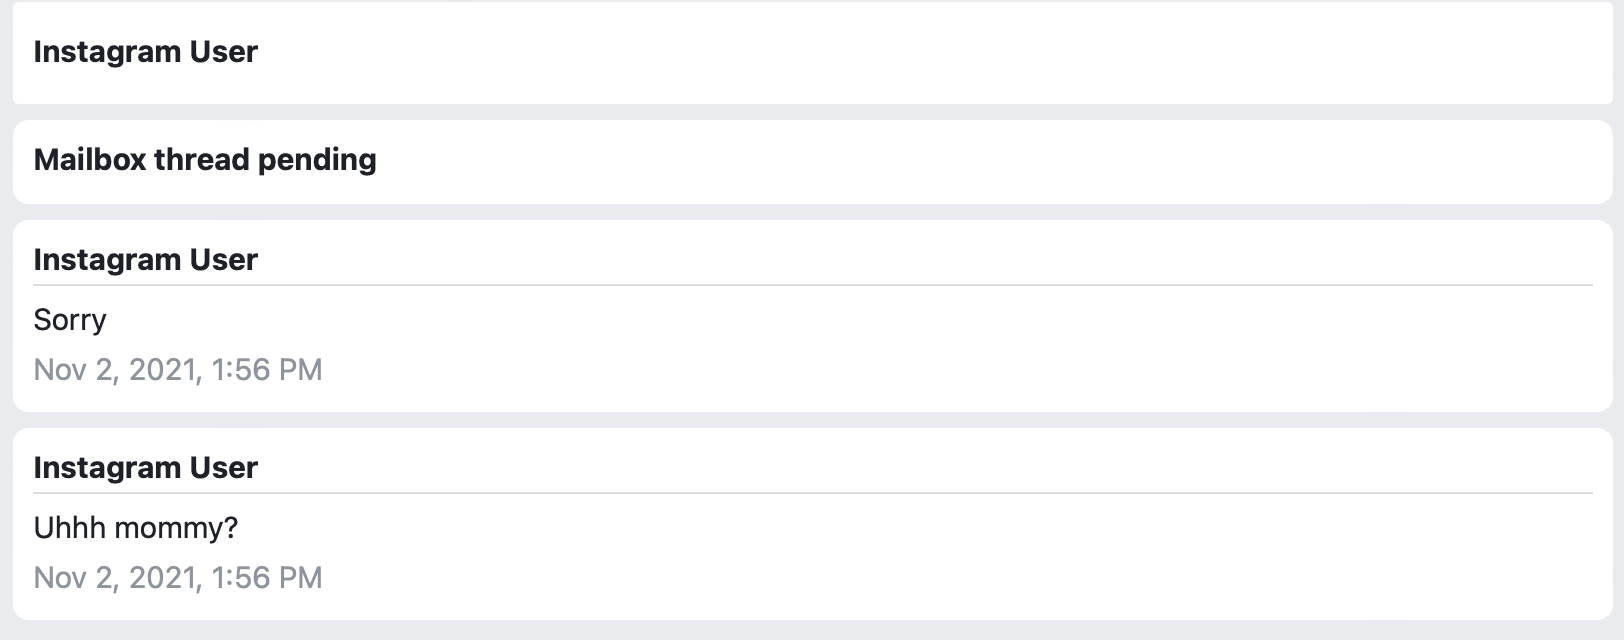 Instagram User
Mailbox thread pending
Instagram User
Sorry
Nov 2, 2021, 1:56 PM
Instagram User
Uhhh mommy?
Nov 2, 2021, 1:56 PM